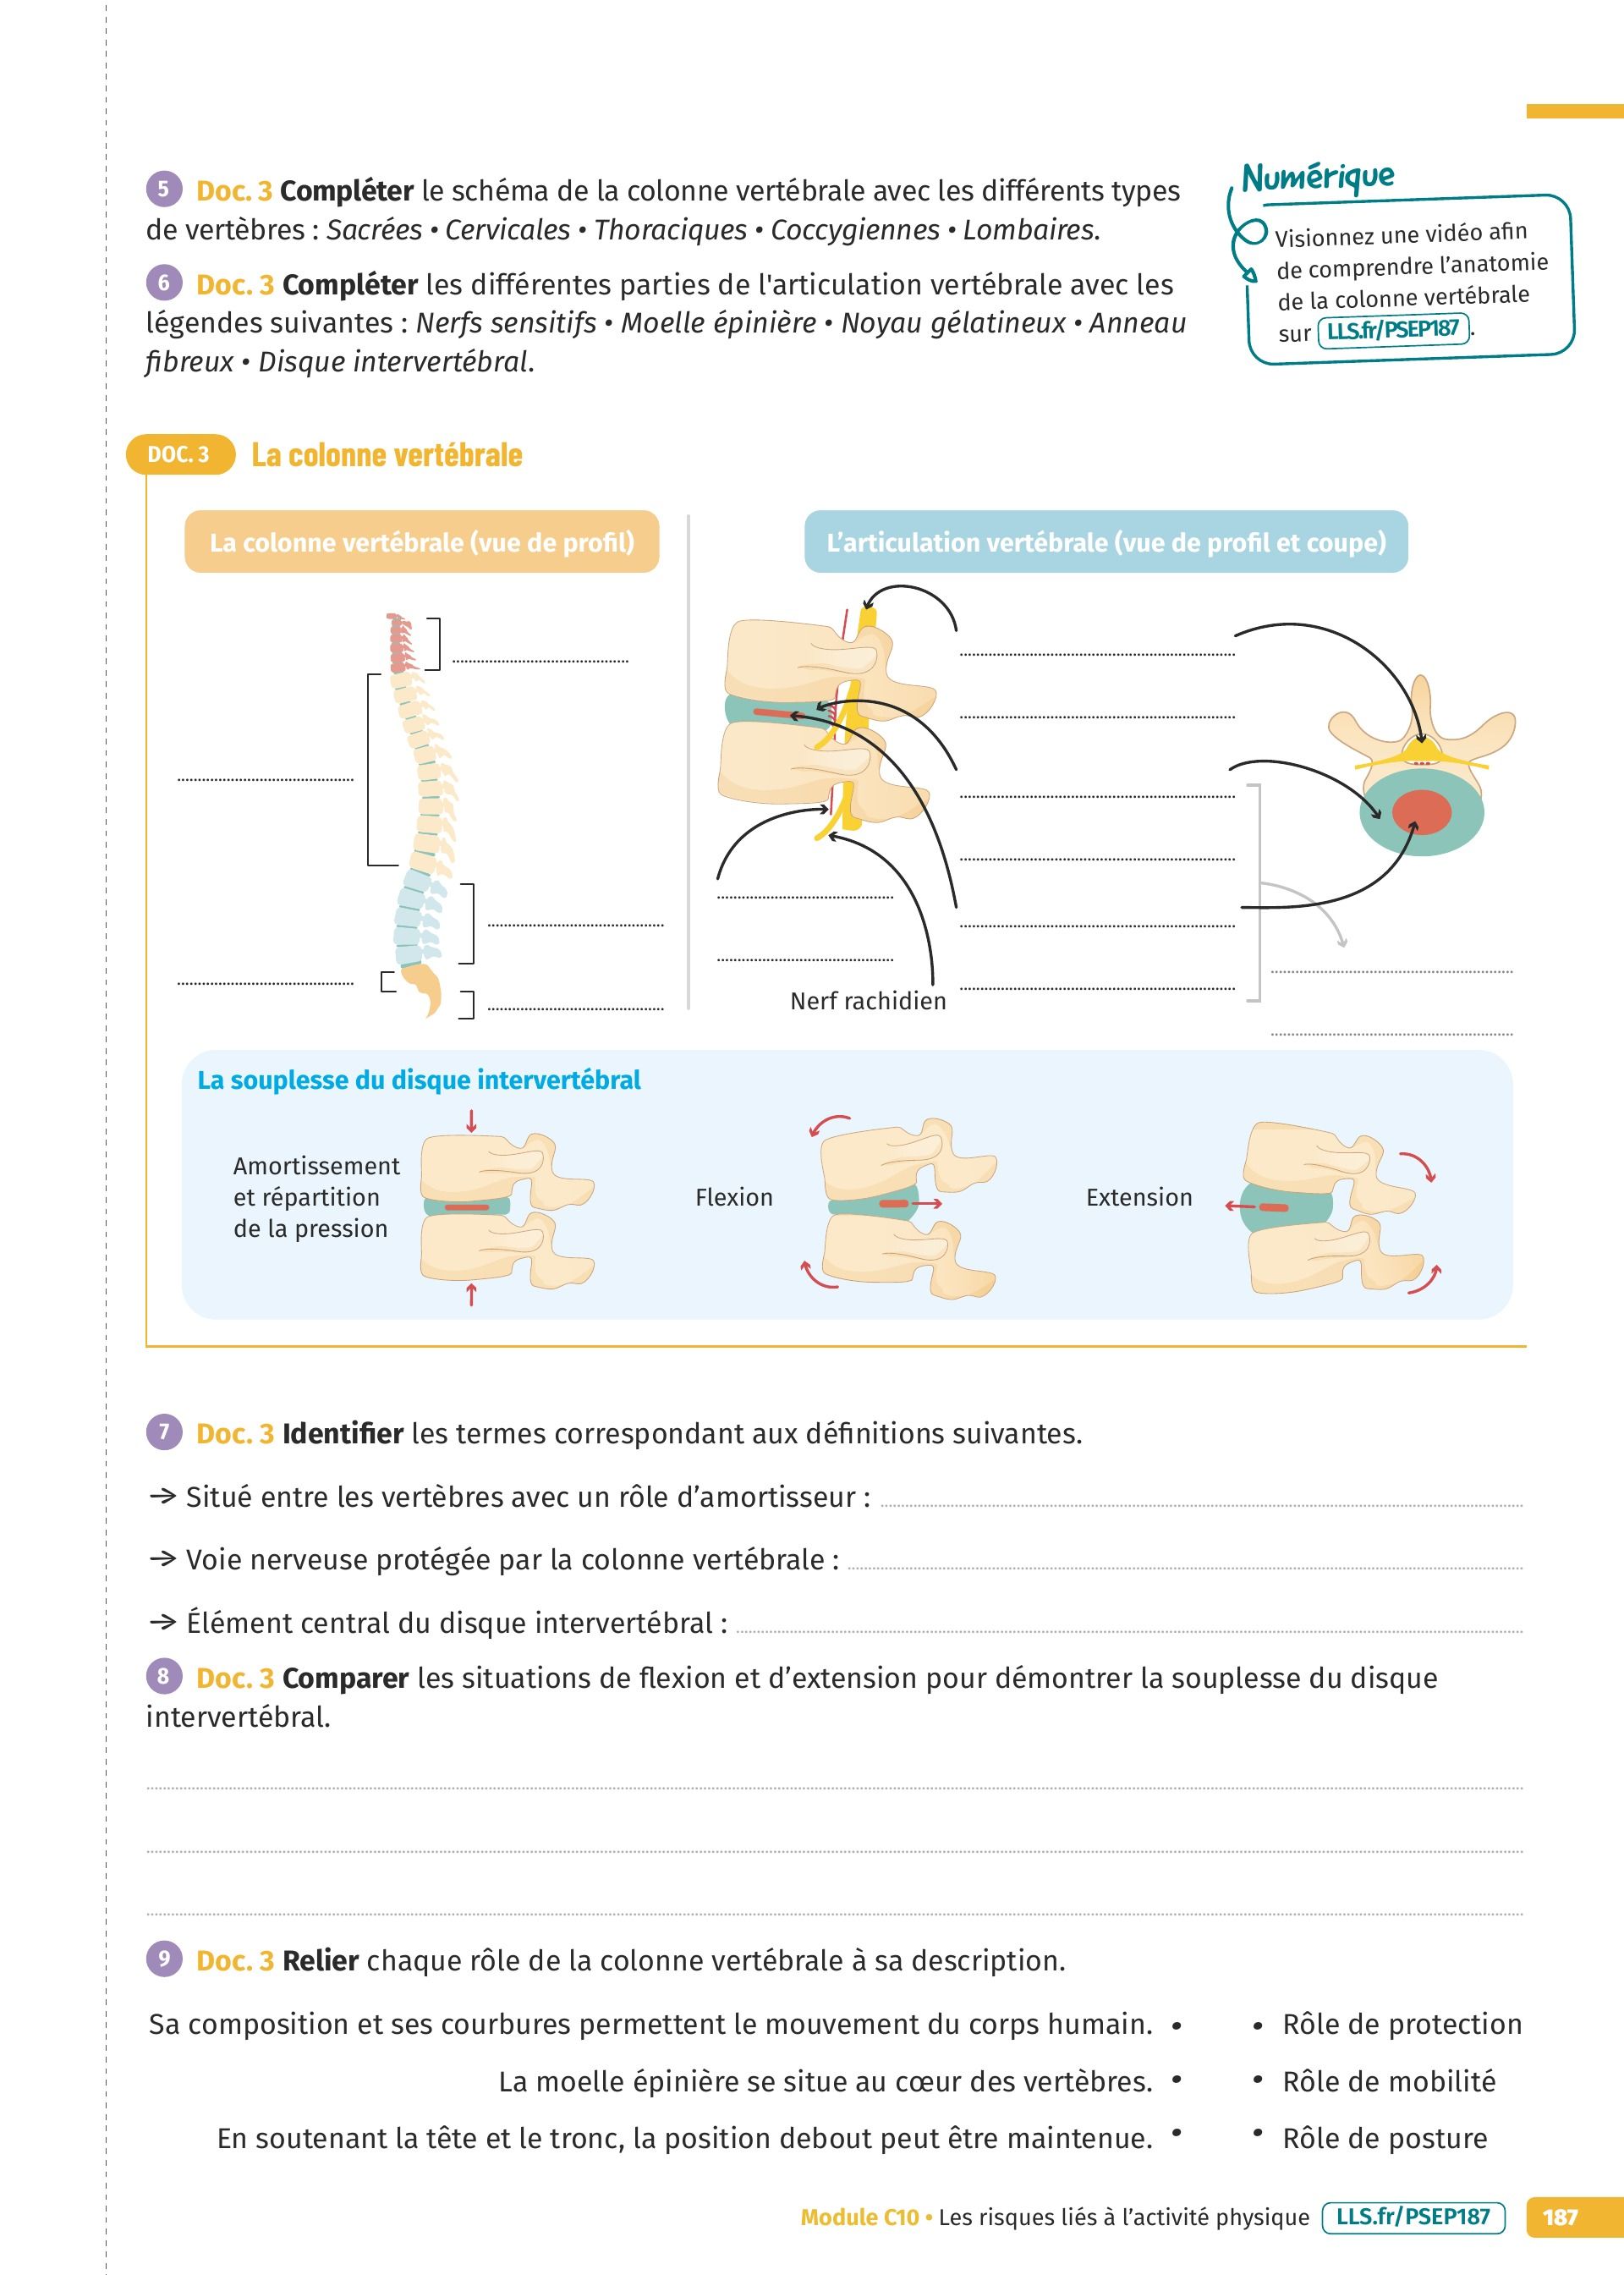 5 Doc. 3 Compléter le schéma de la colonne vertébrale avec les différents types
de vertèbres : Sacrées • Cervicales • Thoraciques • Coccygiennes • Lombaires.
6 Doc. 3 Compléter les différentes parties de l'articulation vertébrale avec les
légendes suivantes : Nerfs sensitifs • Moelle épinière • Noyau gélatineux • Anneau
fibreux • Disque intervertébral.
Numérique
Visionnez une vidéo afin
de comprendre l’anatomie
de la colonne vertébrale
sur LLS.fr/PSEP187.
DOC. 3 La colonne vertébrale
La colonne vertébrale (vue de profil)
L’articulation vertébrale (vue de profil et coupe)
Nerf rachidien
La souplesse du disque intervertébral
Amortissement
et répartition
de la pression
Flexion
Extension
7 Doc. 3 Identifier les termes correspondant aux définitions suivantes.
→ Situé entre les vertèbres avec un rôle d’amortisseur :
→ Voie nerveuse protégée par la colonne vertébrale :
→ Élément central du disque intervertébral :
8 Doc. 3 Comparer les situations de flexion et d’extension pour démontrer la souplesse du disque
intervertébral.
9 Doc. 3 Relier chaque rôle de la colonne vertébrale à sa description.
Sa composition et ses courbures permettent le mouvement du corps humain. • • Rôle de protection
La moelle épinière se situe au cœur des vertèbres. • • Rôle de mobilité
En soutenant la tête et le tronc, la position debout peut être maintenue. • • Rôle de posture
Module C10 • Les risques liés à l’activité physique LLS.fr/PSEP187 187